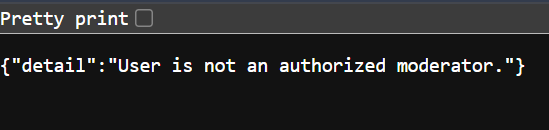 Pretty print
{"detail":"User is not an authorized moderator."}